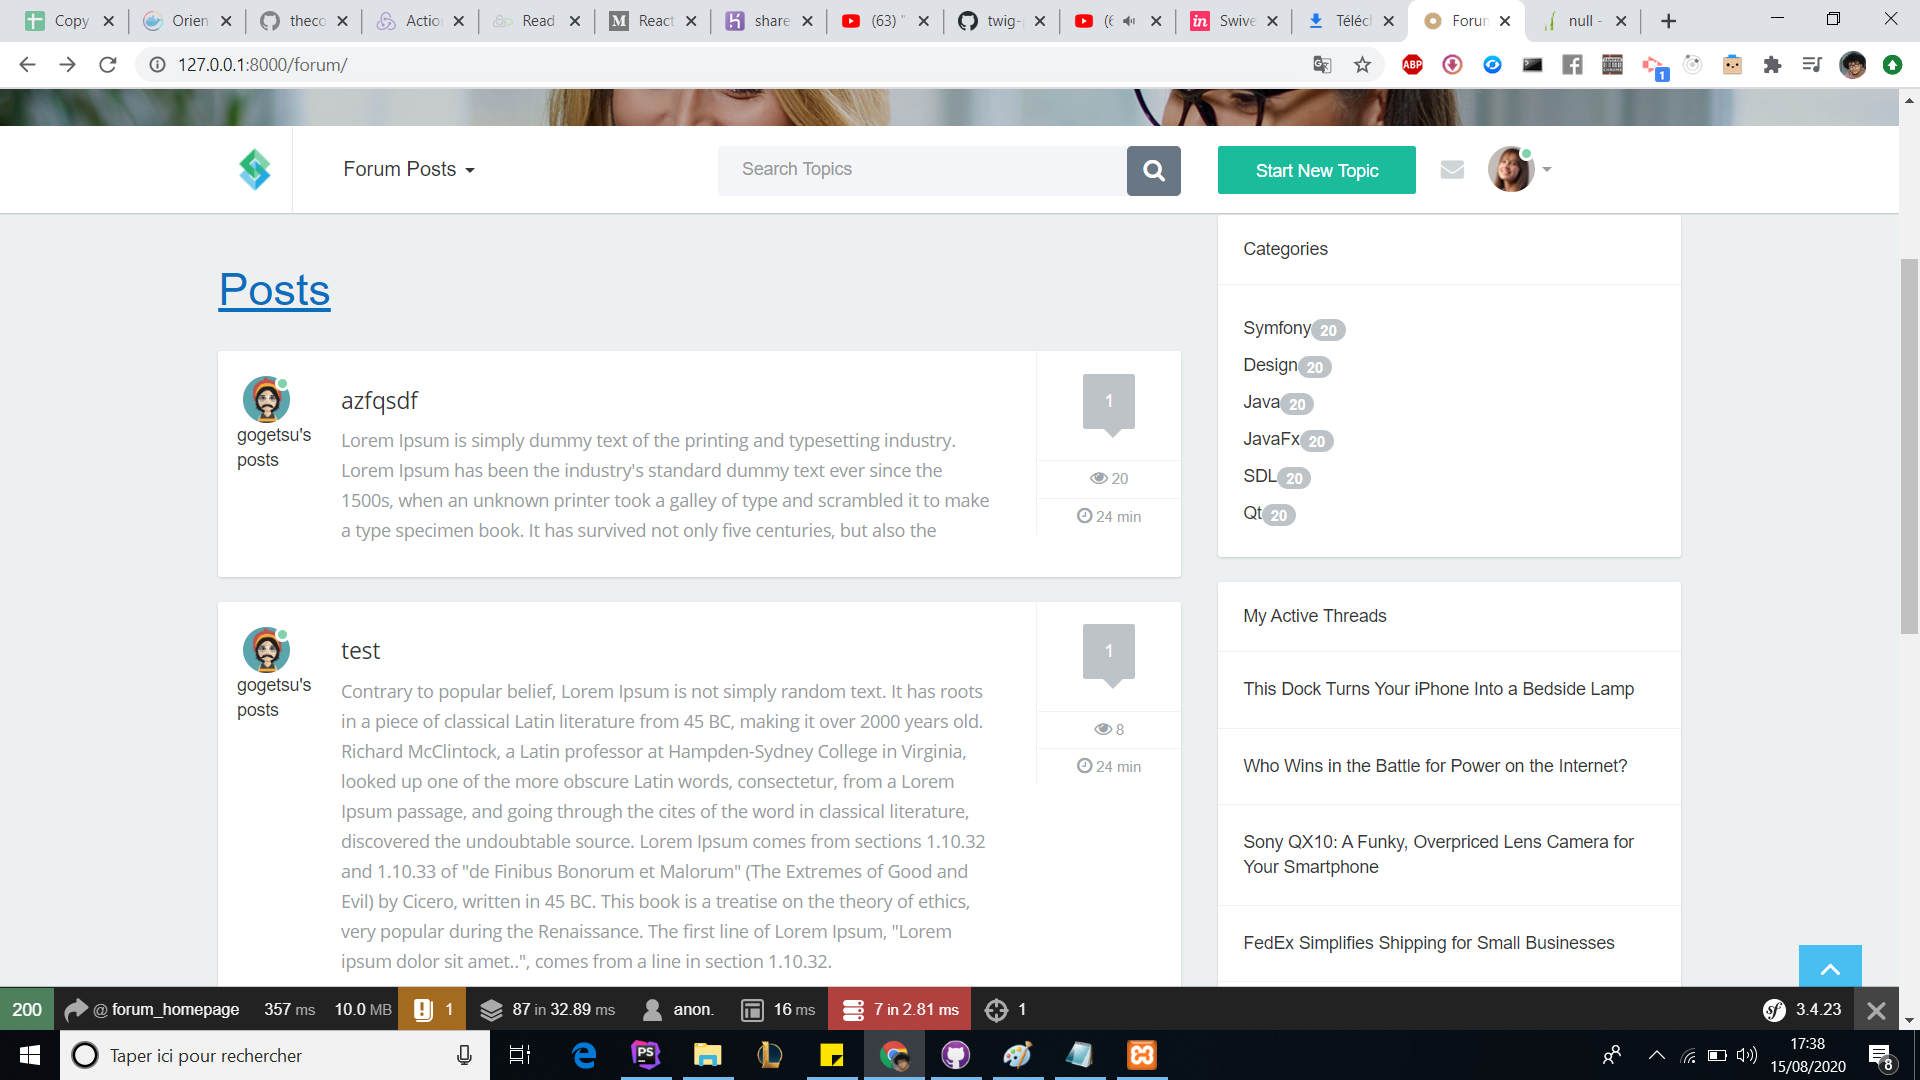 Copy
Orien
theco
Action
Read
React
share
(63) "
twig-
(6
Swive
Téléch
Forum
null -
127.0.0.1:8000/forum/
ABP
1
Forum Posts
Search Topics
Start New Topic
Posts
azfqsdf
gogetsu's
posts
Lorem Ipsum is simply dummy text of the printing and typesetting industry.
Lorem Ipsum has been the industry's standard dummy text ever since the
1500s, when an unknown printer took a galley of type and scrambled it to make
a type specimen book. It has survived not only five centuries, but also the
1
20
24 min
test
gogetsu's
posts
Contrary to popular belief, Lorem Ipsum is not simply random text. It has roots
in a piece of classical Latin literature from 45 BC, making it over 2000 years old.
Richard McClintock, a Latin professor at Hampden-Sydney College in Virginia,
looked up one of the more obscure Latin words, consectetur, from a Lorem
Ipsum passage, and going through the cites of the word in classical literature,
discovered the undoubtable source. Lorem Ipsum comes from sections 1.10.32
and 1.10.33 of "de Finibus Bonorum et Malorum" (The Extremes of Good and
Evil) by Cicero, written in 45 BC. This book is a treatise on the theory of ethics,
very popular during the Renaissance. The first line of Lorem Ipsum, "Lorem
ipsum dolor sit amet..", comes from a line in section 1.10.32.
1
8
24 min
Categories
Symfony 20
Design 20
Java 20
JavaFx 20
SDL 20
Qt 20
My Active Threads
This Dock Turns Your iPhone Into a Bedside Lamp
Who Wins in the Battle for Power on the Internet?
Sony QX10: A Funky, Overpriced Lens Camera for
Your Smartphone
FedEx Simplifies Shipping for Small Businesses
200 @ forum_homepage 357 ms 10.0 MB 1 87 in 32.89 ms anon. 16 ms 7 in 2.81 ms 1 sf 3.4.23
Taper ici pour rechercher
PS
17:38
15/08/2020
8